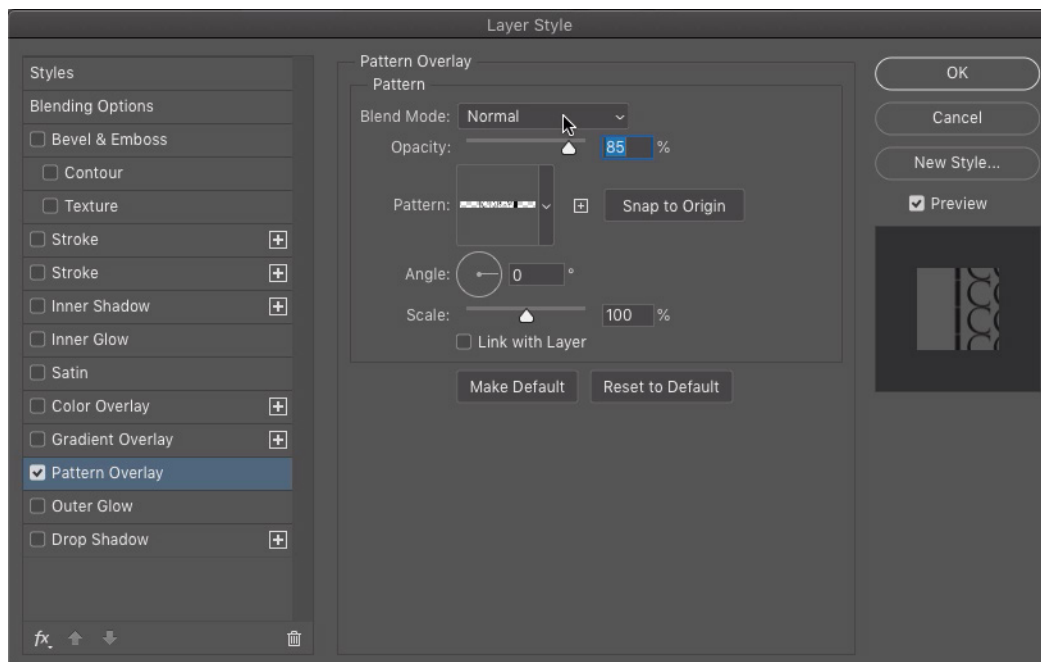 Layer Style
Styles
Blending Options
Bevel & Emboss
Contour
Texture
Stroke
Stroke
Inner Shadow
Inner Glow
Satin
Color Overlay
Gradient Overlay
Pattern Overlay
Outer Glow
Drop Shadow
fx
Pattern Overlay
Pattern
Blend Mode: Normal
Opacity: 85 %
Pattern: Snap to Origin
Angle: 0 °
Scale: 100 %
Link with Layer
Make Default Reset to Default
OK
Cancel
New Style...
Preview